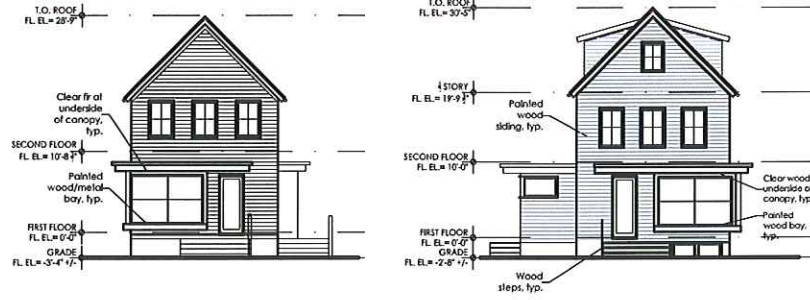 T.O. ROOF
FL. EL.= 28'-9"
Clear fir at
underside
of canopy,
typ.
SECOND FLOOR
FL. EL.= 10'-8
Painted
wood/metal
bay, typ.
FIRST FLOOR
FL. EL.= 0'-0"
GRADE
FL. EL.= -3'-4" +/-
T.O. ROOF
FL. EL.= 30'-5"
STORY
FL. EL.= 19'-9
Painted
wood
siding, typ.
SECOND FLOOR
FL. EL.= 10'-0"
Clear wood
underside o
canopy, typ
Painted
wood bay,
typ.
FIRST FLOOR
FL. EL.= 0'-0"
GRADE
FL. EL.= -2'-8" +/-
Wood
steps, typ.